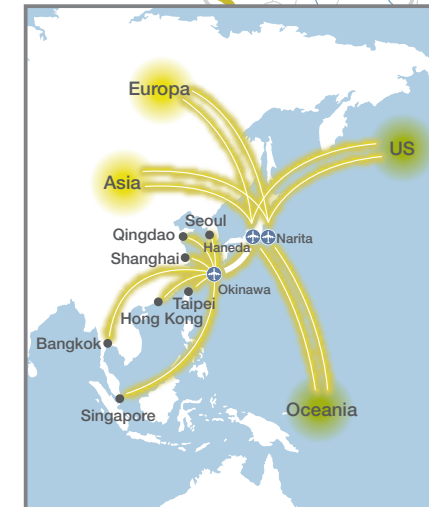 Europa
US
Asia
Seoul
Qingdao
Haneda
Narita
Shanghai
Okinawa
Taipei
Hong Kong
Bangkok
Oceania
Singapore